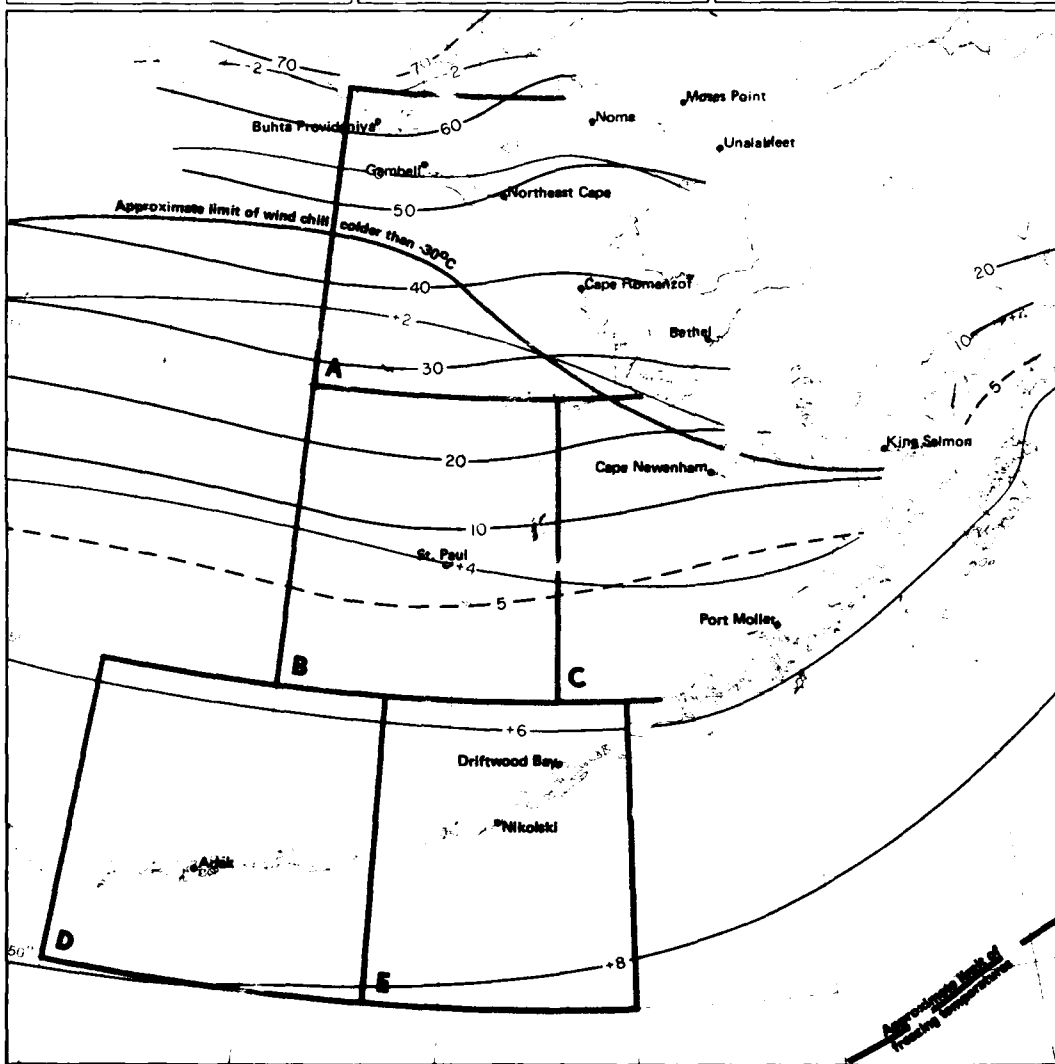 70
70
-2
-2
Moses Point
Buhta Provideniya
60
Nome
Unalakleet
Gambell
Northeast Cape
50
Approximate limit of wind chill colder than -30°C
20
40
Cape Romanzof
+2
Bethel
10
30
A
5
King Salmon
20
Cape Newenham
10
St. Paul
+4
5
Port Moller
B
C
+6
Driftwood Bay
Nikolski
Adak
D
50°
E
+8
Approximate limit of
freezing temperatures